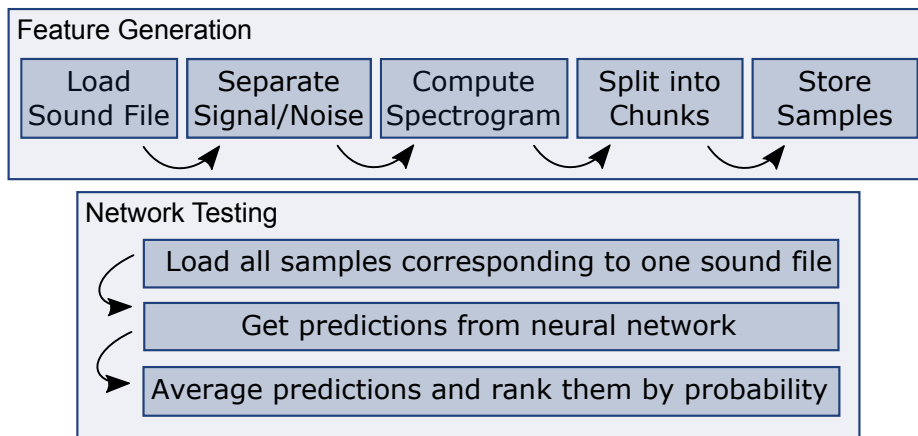 Feature Generation
Load
Sound File
Separate
Signal/Noise
Compute
Spectrogram
Split into
Chunks
Store
Samples
Network Testing
Load all samples corresponding to one sound file
Get predictions from neural network
Average predictions and rank them by probability